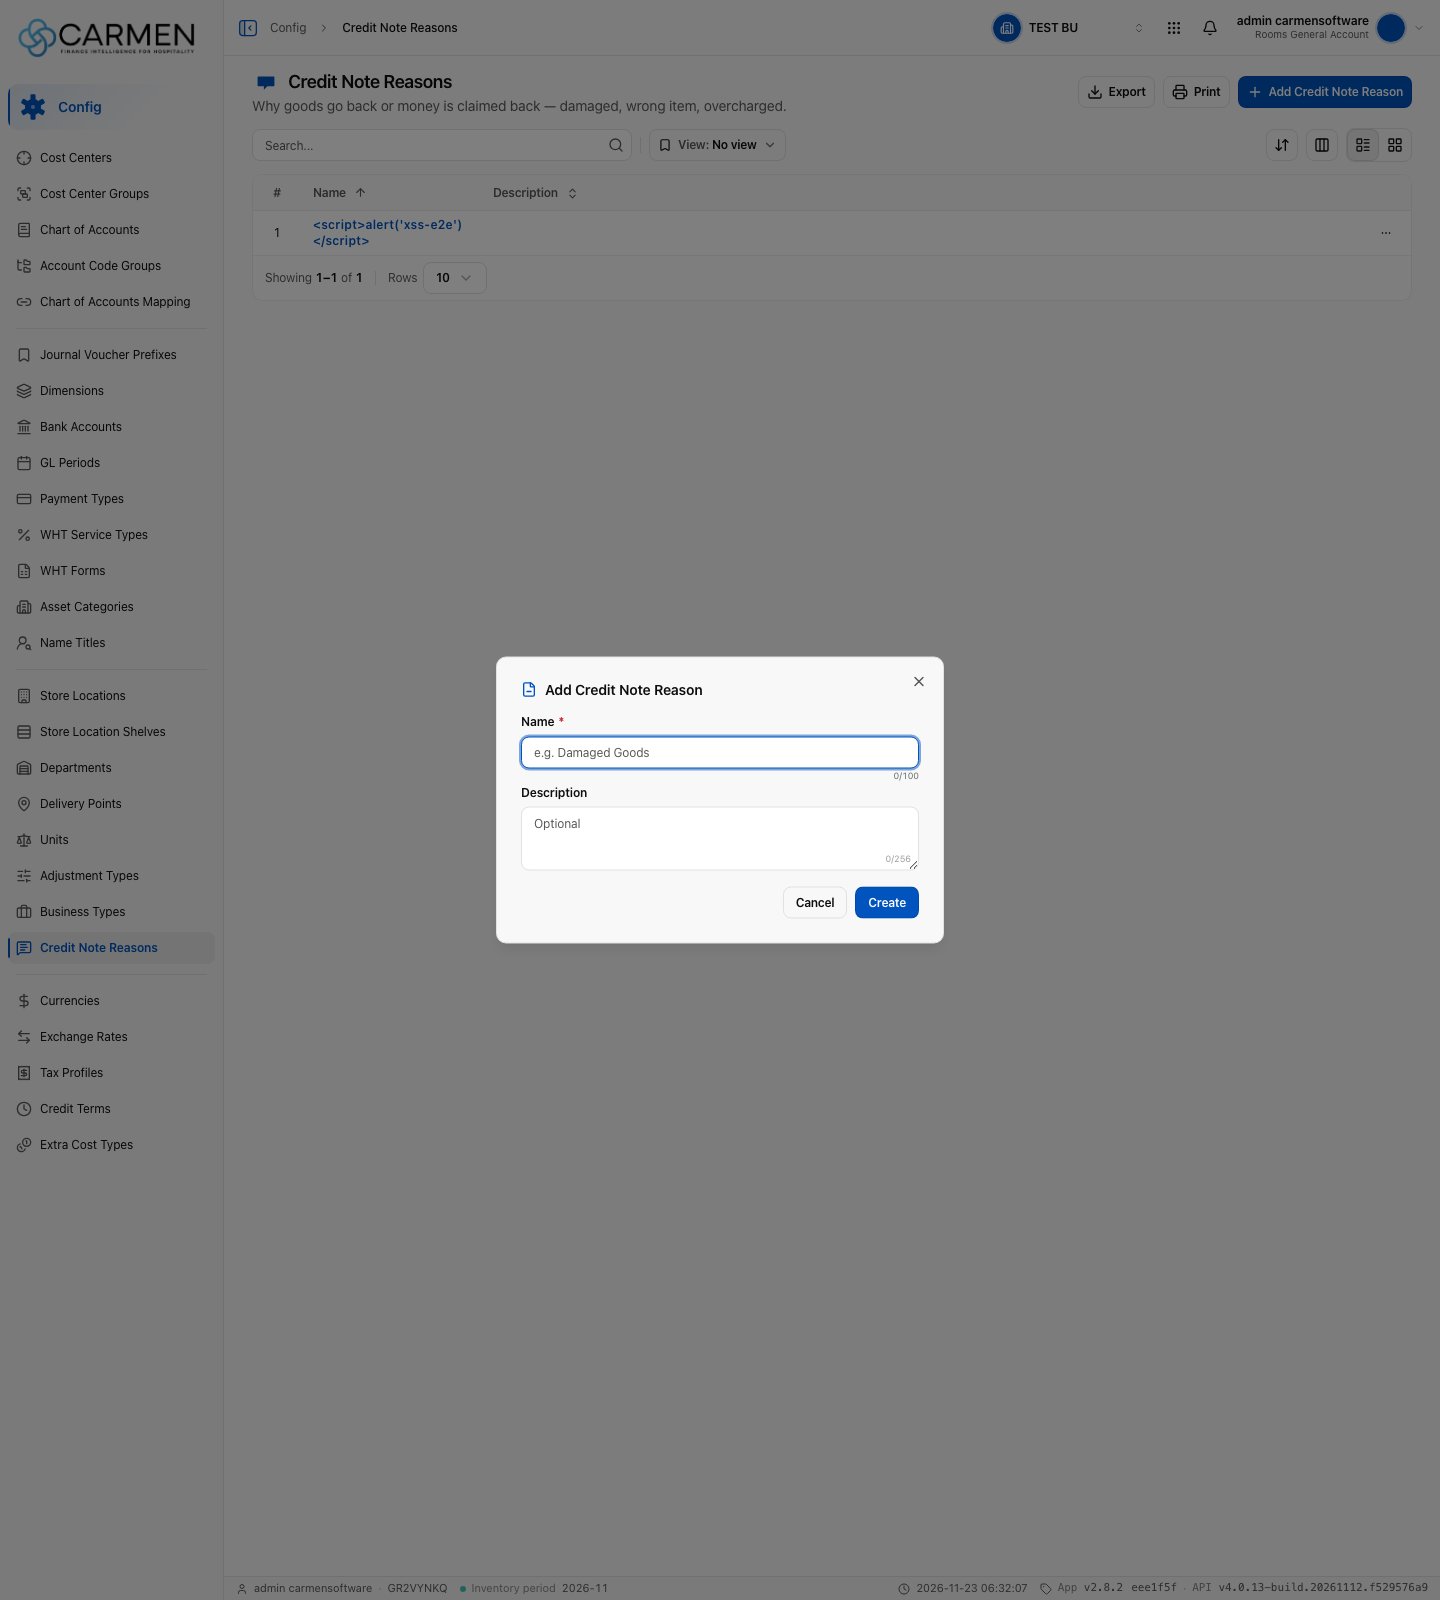 CARMEN
FINANCE INTELLIGENCE FOR HOSPITALITY
Config
Cost Centers
Cost Center Groups
Chart of Accounts
Account Code Groups
Chart of Accounts Mapping
Journal Voucher Prefixes
Dimensions
Bank Accounts
GL Periods
Payment Types
WHT Service Types
WHT Forms
Asset Categories
Name Titles
Store Locations
Store Location Shelves
Departments
Delivery Points
Units
Adjustment Types
Business Types
Credit Note Reasons
Currencies
Exchange Rates
Tax Profiles
Credit Terms
Extra Cost Types
Config > Credit Note Reasons
TEST BU
admin carmensoftware
Rooms General Account
Credit Note Reasons
Why goods go back or money is claimed back — damaged, wrong item, overcharged.
Export
Print
+ Add Credit Note Reason
Search...
View: No view
# Name Description
1 <script>alert('xss-e2e')
</script>
...
Showing 1–1 of 1 Rows 10
Add Credit Note Reason
Name *
e.g. Damaged Goods
0/100
Description
Optional
0/256
Cancel
Create
admin carmensoftware · GR2VYNKQ Inventory period 2026-11
2026-11-23 06:32:07 App v2.8.2 eee1f5f · API v4.0.13-build.20261112.f529576a9